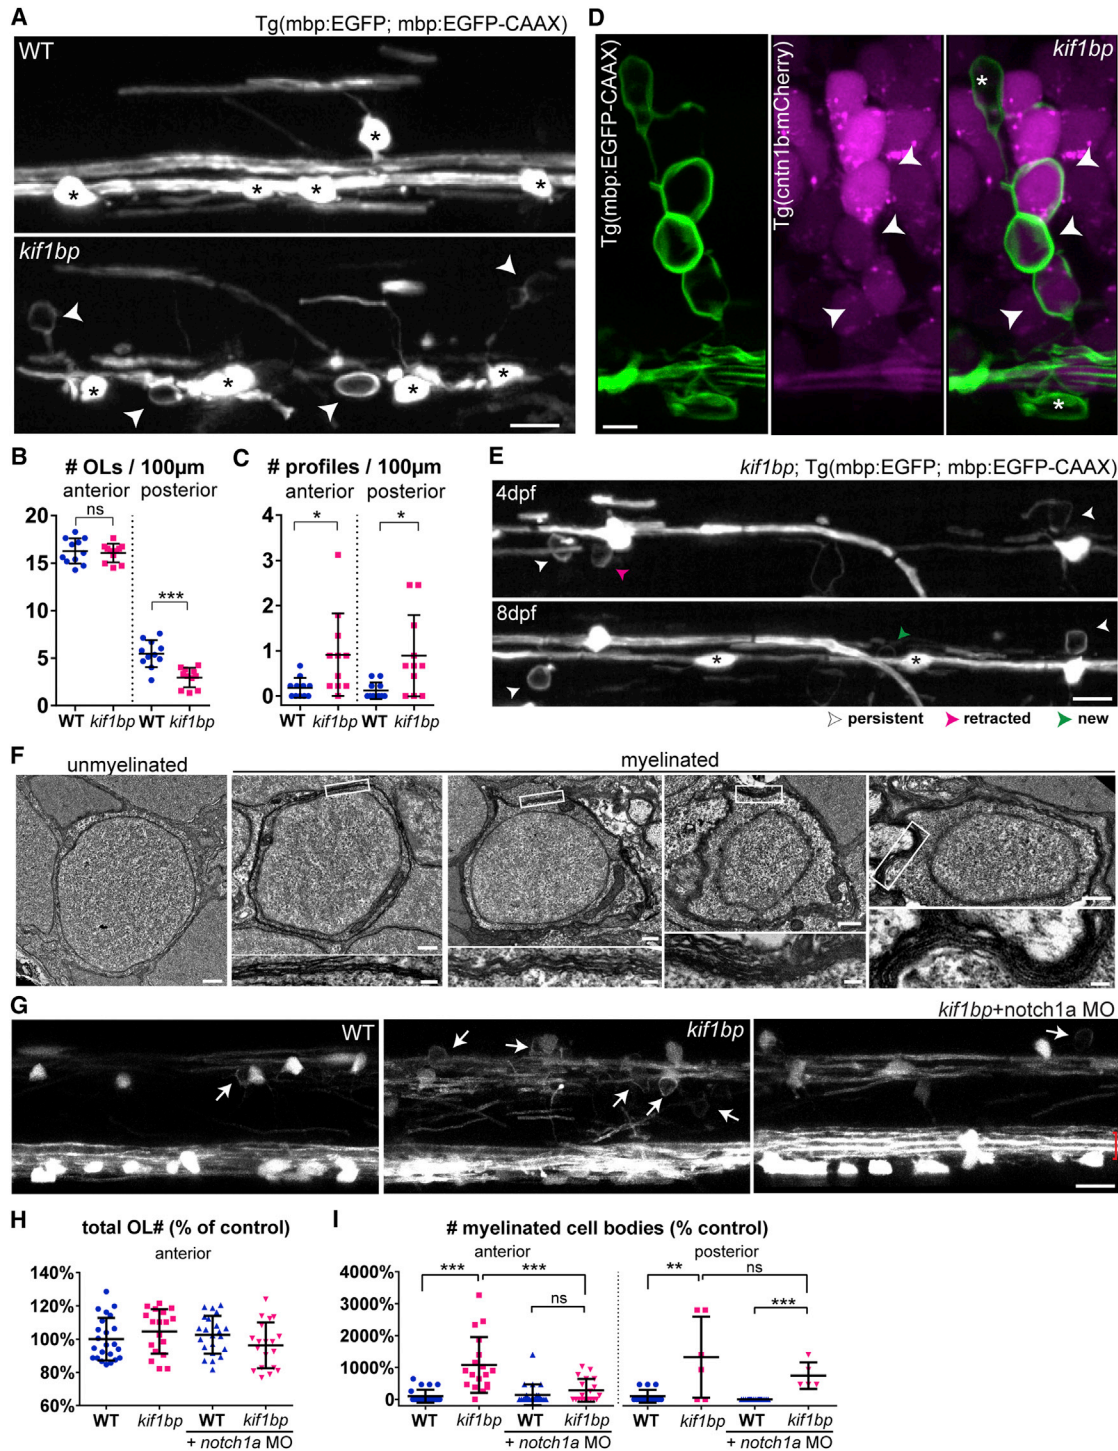 A
Tg(mbp:EGFP; mbp:EGFP-CAAX)
WT
*
* * * *
kif1bp
* * * *
D
Tg(mbp:EGFP-CAAX)
Tg(cntn1b:mCherry)
kif1bp
*
*
B
# OLs / 100µm
anterior posterior
ns
***
20
15
10
5
0
WT kif1bp WT kif1bp
C
# profiles / 100µm
anterior posterior
* *
4
3
2
1
0
WT kif1bp WT kif1bp
E
kif1bp; Tg(mbp:EGFP; mbp:EGFP-CAAX)
4dpf
8dpf
* *
persistent retracted new
F
unmyelinated myelinated
G
WT
kif1bp
kif1bp+notch1a MO
H
total OL# (% of control)
anterior
140%
120%
100%
80%
60%
WT kif1bp WT kif1bp
+ notch1a MO
I
# myelinated cell bodies (% control)
anterior posterior
*** *** ns
** ns ***
4000%
3000%
2000%
1000%
0
WT kif1bp WT kif1bp WT kif1bp WT kif1bp
+ notch1a MO + notch1a MO